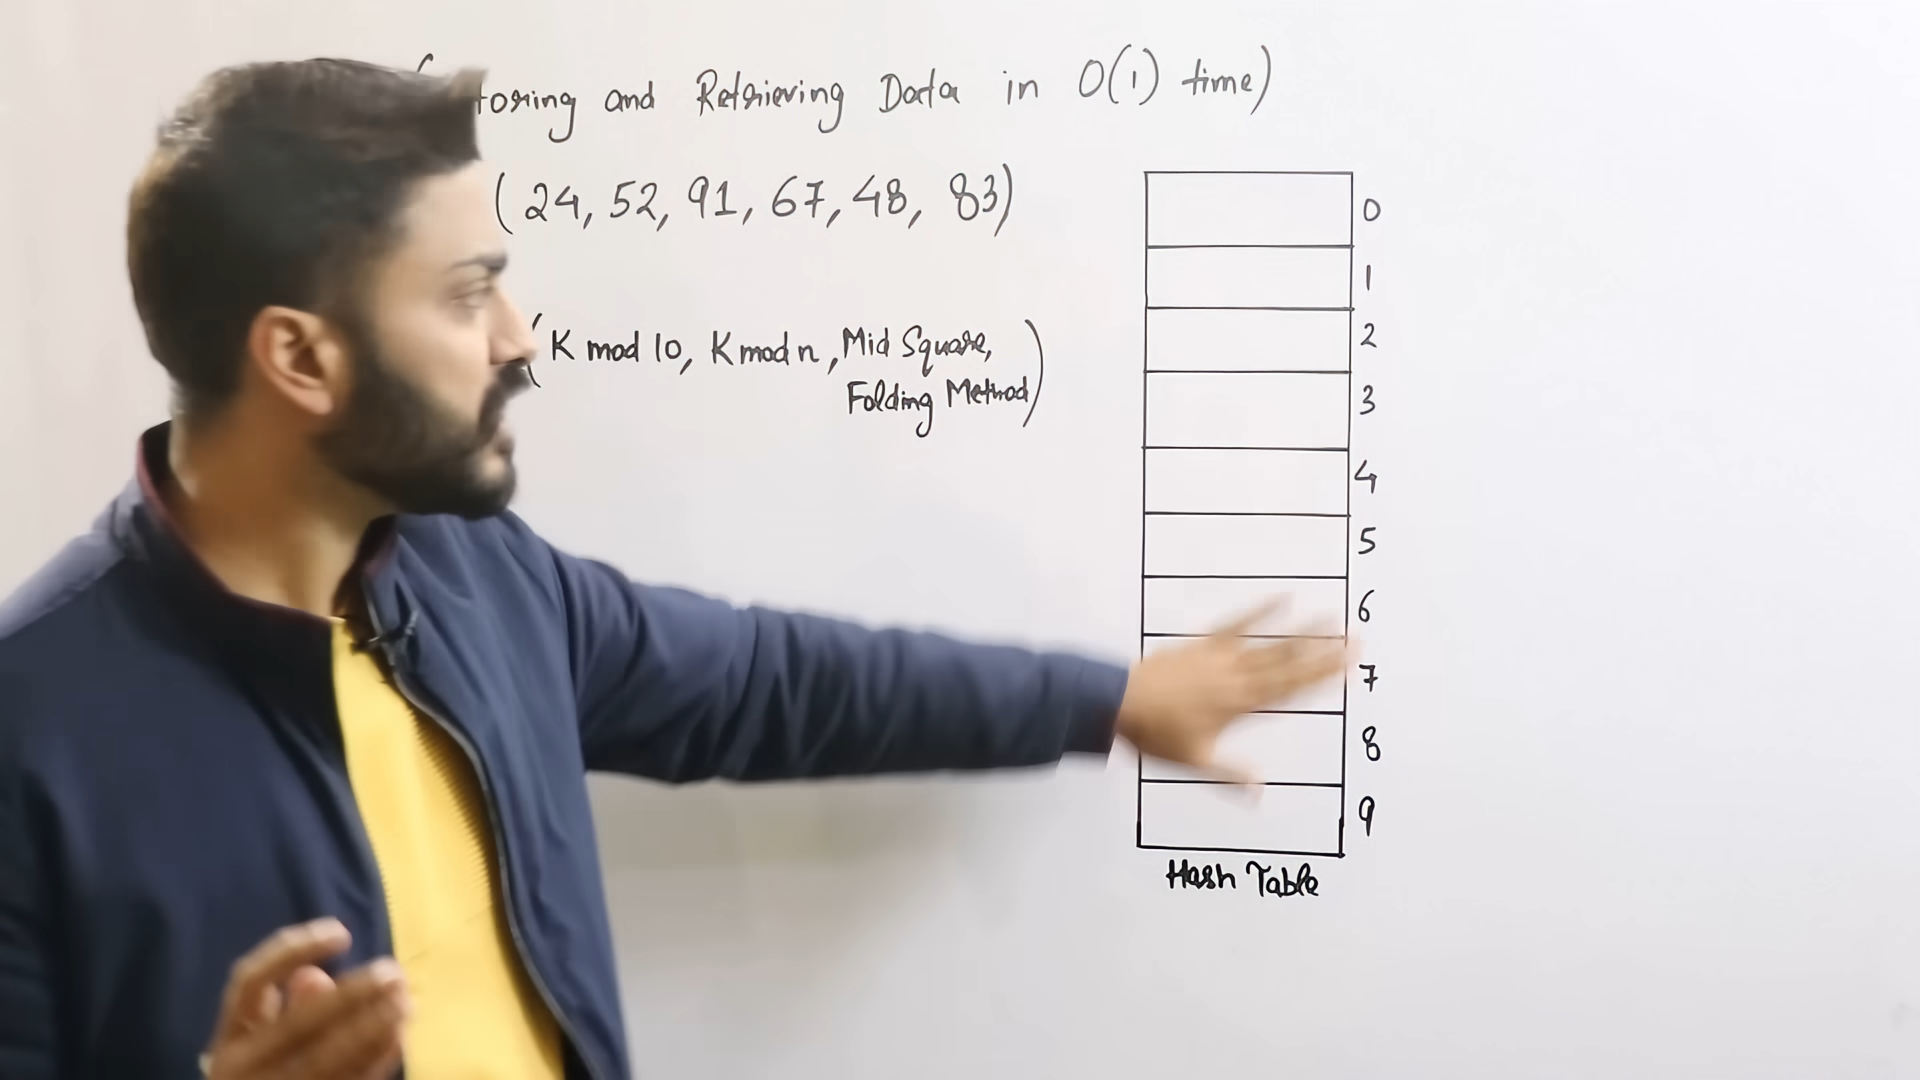 toring and Retrieving Data in O(1) time)
( 24, 52, 91, 67, 48, 83)
(K mod 10, K mod n, Mid Square,
Folding Method)
0
1
2
3
4
5
6
7
8
9
Hash Table